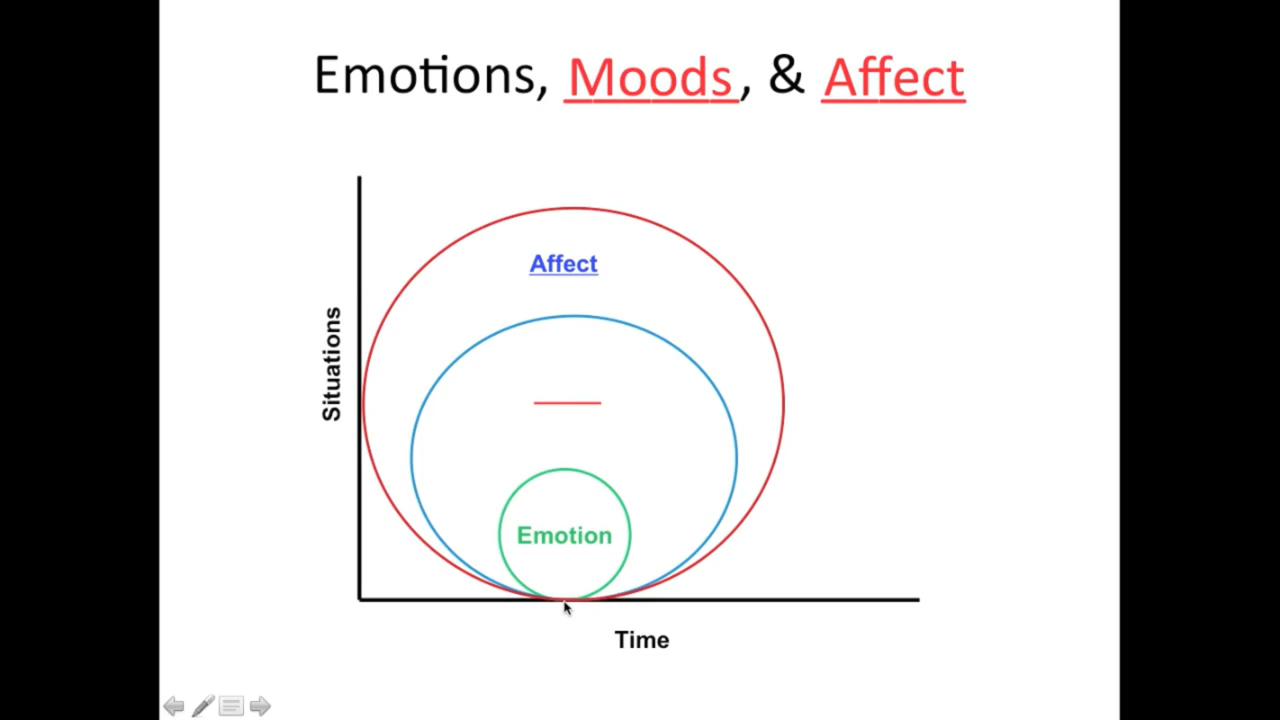 Emotions, Moods, & Affect
Affect
Situations
Emotion
Time